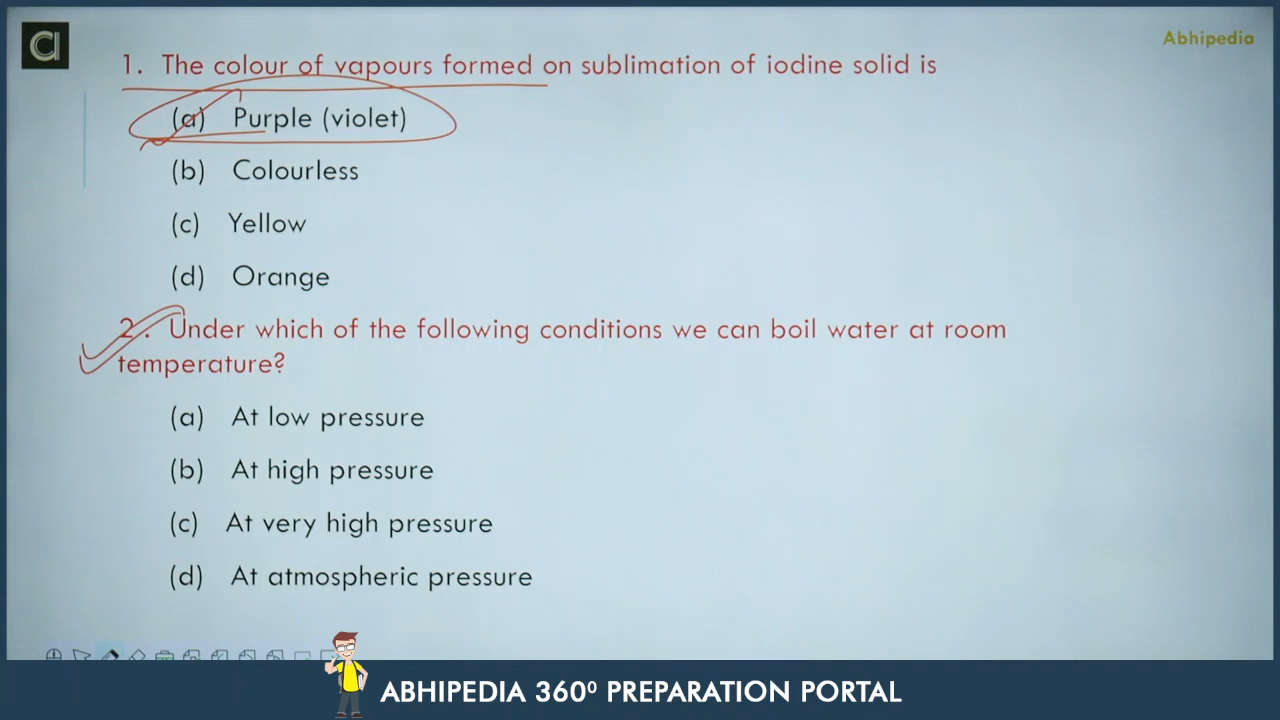 Abhipedia
1. The colour of vapours formed on sublimation of iodine solid is
(a) Purple (violet)
(b) Colourless
(c) Yellow
(d) Orange
2. Under which of the following conditions we can boil water at room
temperature?
(a) At low pressure
(b) At high pressure
(c) At very high pressure
(d) At atmospheric pressure
ABHIPEDIA 360⁰ PREPARATION PORTAL